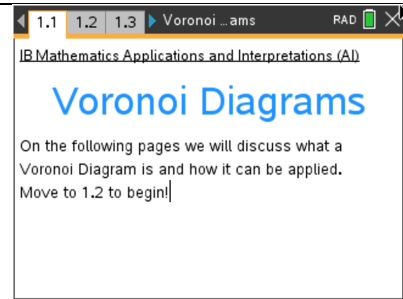 1.1 1.2 1.3 Voronoi …ams RAD
IB Mathematics Applications and Interpretations (AI)
Voronoi Diagrams
On the following pages we will discuss what a
Voronoi Diagram is and how it can be applied.
Move to 1.2 to begin!